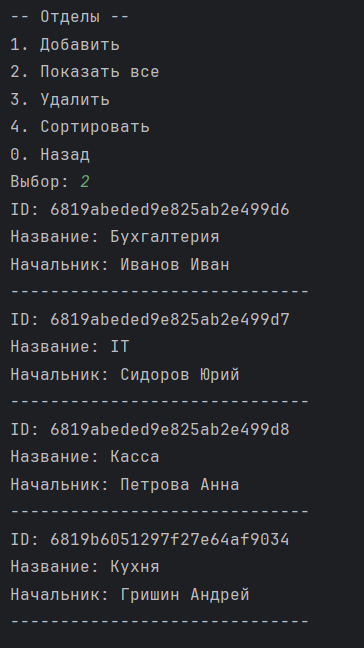 -- Отделы --
1. Добавить
2. Показать все
3. Удалить
4. Сортировать
0. Назад
Выбор: 2
ID: 6819abeded9e825ab2e499d6
Название: Бухгалтерия
Начальник: Иванов Иван
------------------------------
ID: 6819abeded9e825ab2e499d7
Название: IT
Начальник: Сидоров Юрий
------------------------------
ID: 6819abeded9e825ab2e499d8
Название: Касса
Начальник: Петрова Анна
------------------------------
ID: 6819b6051297f27e64af9034
Название: Кухня
Начальник: Гришин Андрей
------------------------------